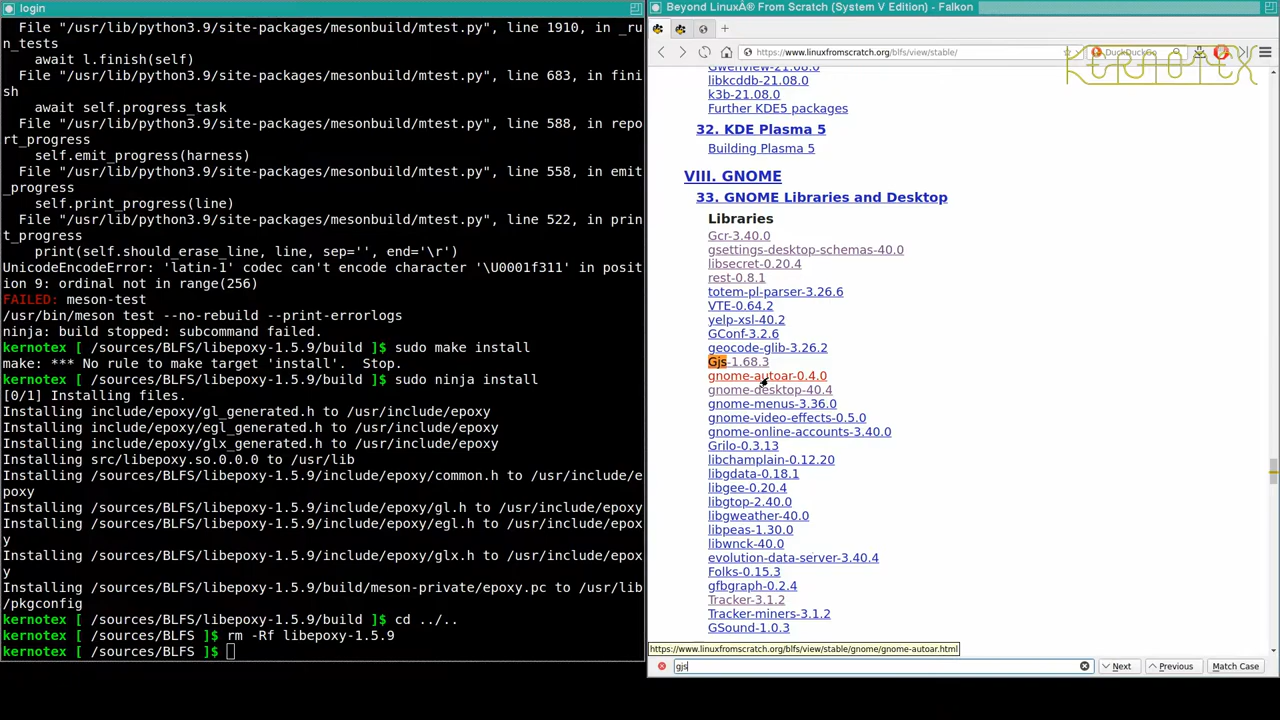 login
File "/usr/lib/python3.9/site-packages/mesonbuild/mtest.py", line 1910, in _ru
n_tests
await l.finish(self)
File "/usr/lib/python3.9/site-packages/mesonbuild/mtest.py", line 683, in fini
sh
await self.progress_task
File "/usr/lib/python3.9/site-packages/mesonbuild/mtest.py", line 588, in repo
rt_progress
self.emit_progress(harness)
File "/usr/lib/python3.9/site-packages/mesonbuild/mtest.py", line 558, in emit
_progress
self.print_progress(line)
File "/usr/lib/python3.9/site-packages/mesonbuild/mtest.py", line 522, in prin
t_progress
print(self.should_erase_line, line, sep='', end='\r')
UnicodeEncodeError: 'latin-1' codec can't encode character '\U0001f311' in posit
ion 9: ordinal not in range(256)
FAILED: meson-test
/usr/bin/meson test --no-rebuild --print-errorlogs
ninja: build stopped: subcommand failed.
kernotex [ /sources/BLFS/libepoxy-1.5.9/build ]$ sudo make install
make: *** No rule to make target 'install'.  Stop.
kernotex [ /sources/BLFS/libepoxy-1.5.9/build ]$ sudo ninja install
[0/1] Installing files.
Installing include/epoxy/gl_generated.h to /usr/include/epoxy
Installing include/epoxy/egl_generated.h to /usr/include/epoxy
Installing include/epoxy/glx_generated.h to /usr/include/epoxy
Installing src/libepoxy.so.0.0.0 to /usr/lib
Installing /sources/BLFS/libepoxy-1.5.9/include/epoxy/common.h to /usr/include/e
poxy
Installing /sources/BLFS/libepoxy-1.5.9/include/epoxy/gl.h to /usr/include/epoxy
Installing /sources/BLFS/libepoxy-1.5.9/include/epoxy/egl.h to /usr/include/epox
y
Installing /sources/BLFS/libepoxy-1.5.9/include/epoxy/glx.h to /usr/include/epox
y
Installing /sources/BLFS/libepoxy-1.5.9/build/meson-private/epoxy.pc to /usr/lib
/pkgconfig
kernotex [ /sources/BLFS/libepoxy-1.5.9/build ]$ cd ../..
kernotex [ /sources/BLFS ]$ rm -Rf libepoxy-1.5.9
kernotex [ /sources/BLFS ]$
Beyond LinuxÂ® From Scratch (System V Edition) - Falkon
https://www.linuxfromscratch.org/blfs/view/stable/
DuckDuckGo
KERNOTEX
Gwenview-21.08.0
libkcddb-21.08.0
k3b-21.08.0
Further KDE5 packages
32. KDE Plasma 5
Building Plasma 5
VIII. GNOME
33. GNOME Libraries and Desktop
Libraries
Gcr-3.40.0
gsettings-desktop-schemas-40.0
libsecret-0.20.4
rest-0.8.1
totem-pl-parser-3.26.6
VTE-0.64.2
yelp-xsl-40.2
GConf-3.2.6
geocode-glib-3.26.2
Gjs-1.68.3
gnome-autoar-0.4.0
gnome-desktop-40.4
gnome-menus-3.36.0
gnome-video-effects-0.5.0
gnome-online-accounts-3.40.0
Grilo-0.3.13
libchamplain-0.12.20
libgdata-0.18.1
libgee-0.20.4
libgtop-2.40.0
libgweather-40.0
libpeas-1.30.0
libwnck-40.0
evolution-data-server-3.40.4
Folks-0.15.3
gfbgraph-0.2.4
Tracker-3.1.2
Tracker-miners-3.1.2
GSound-1.0.3
https://www.linuxfromscratch.org/blfs/view/stable/gnome/gnome-autoar.html
gjs
Next
Previous
Match Case